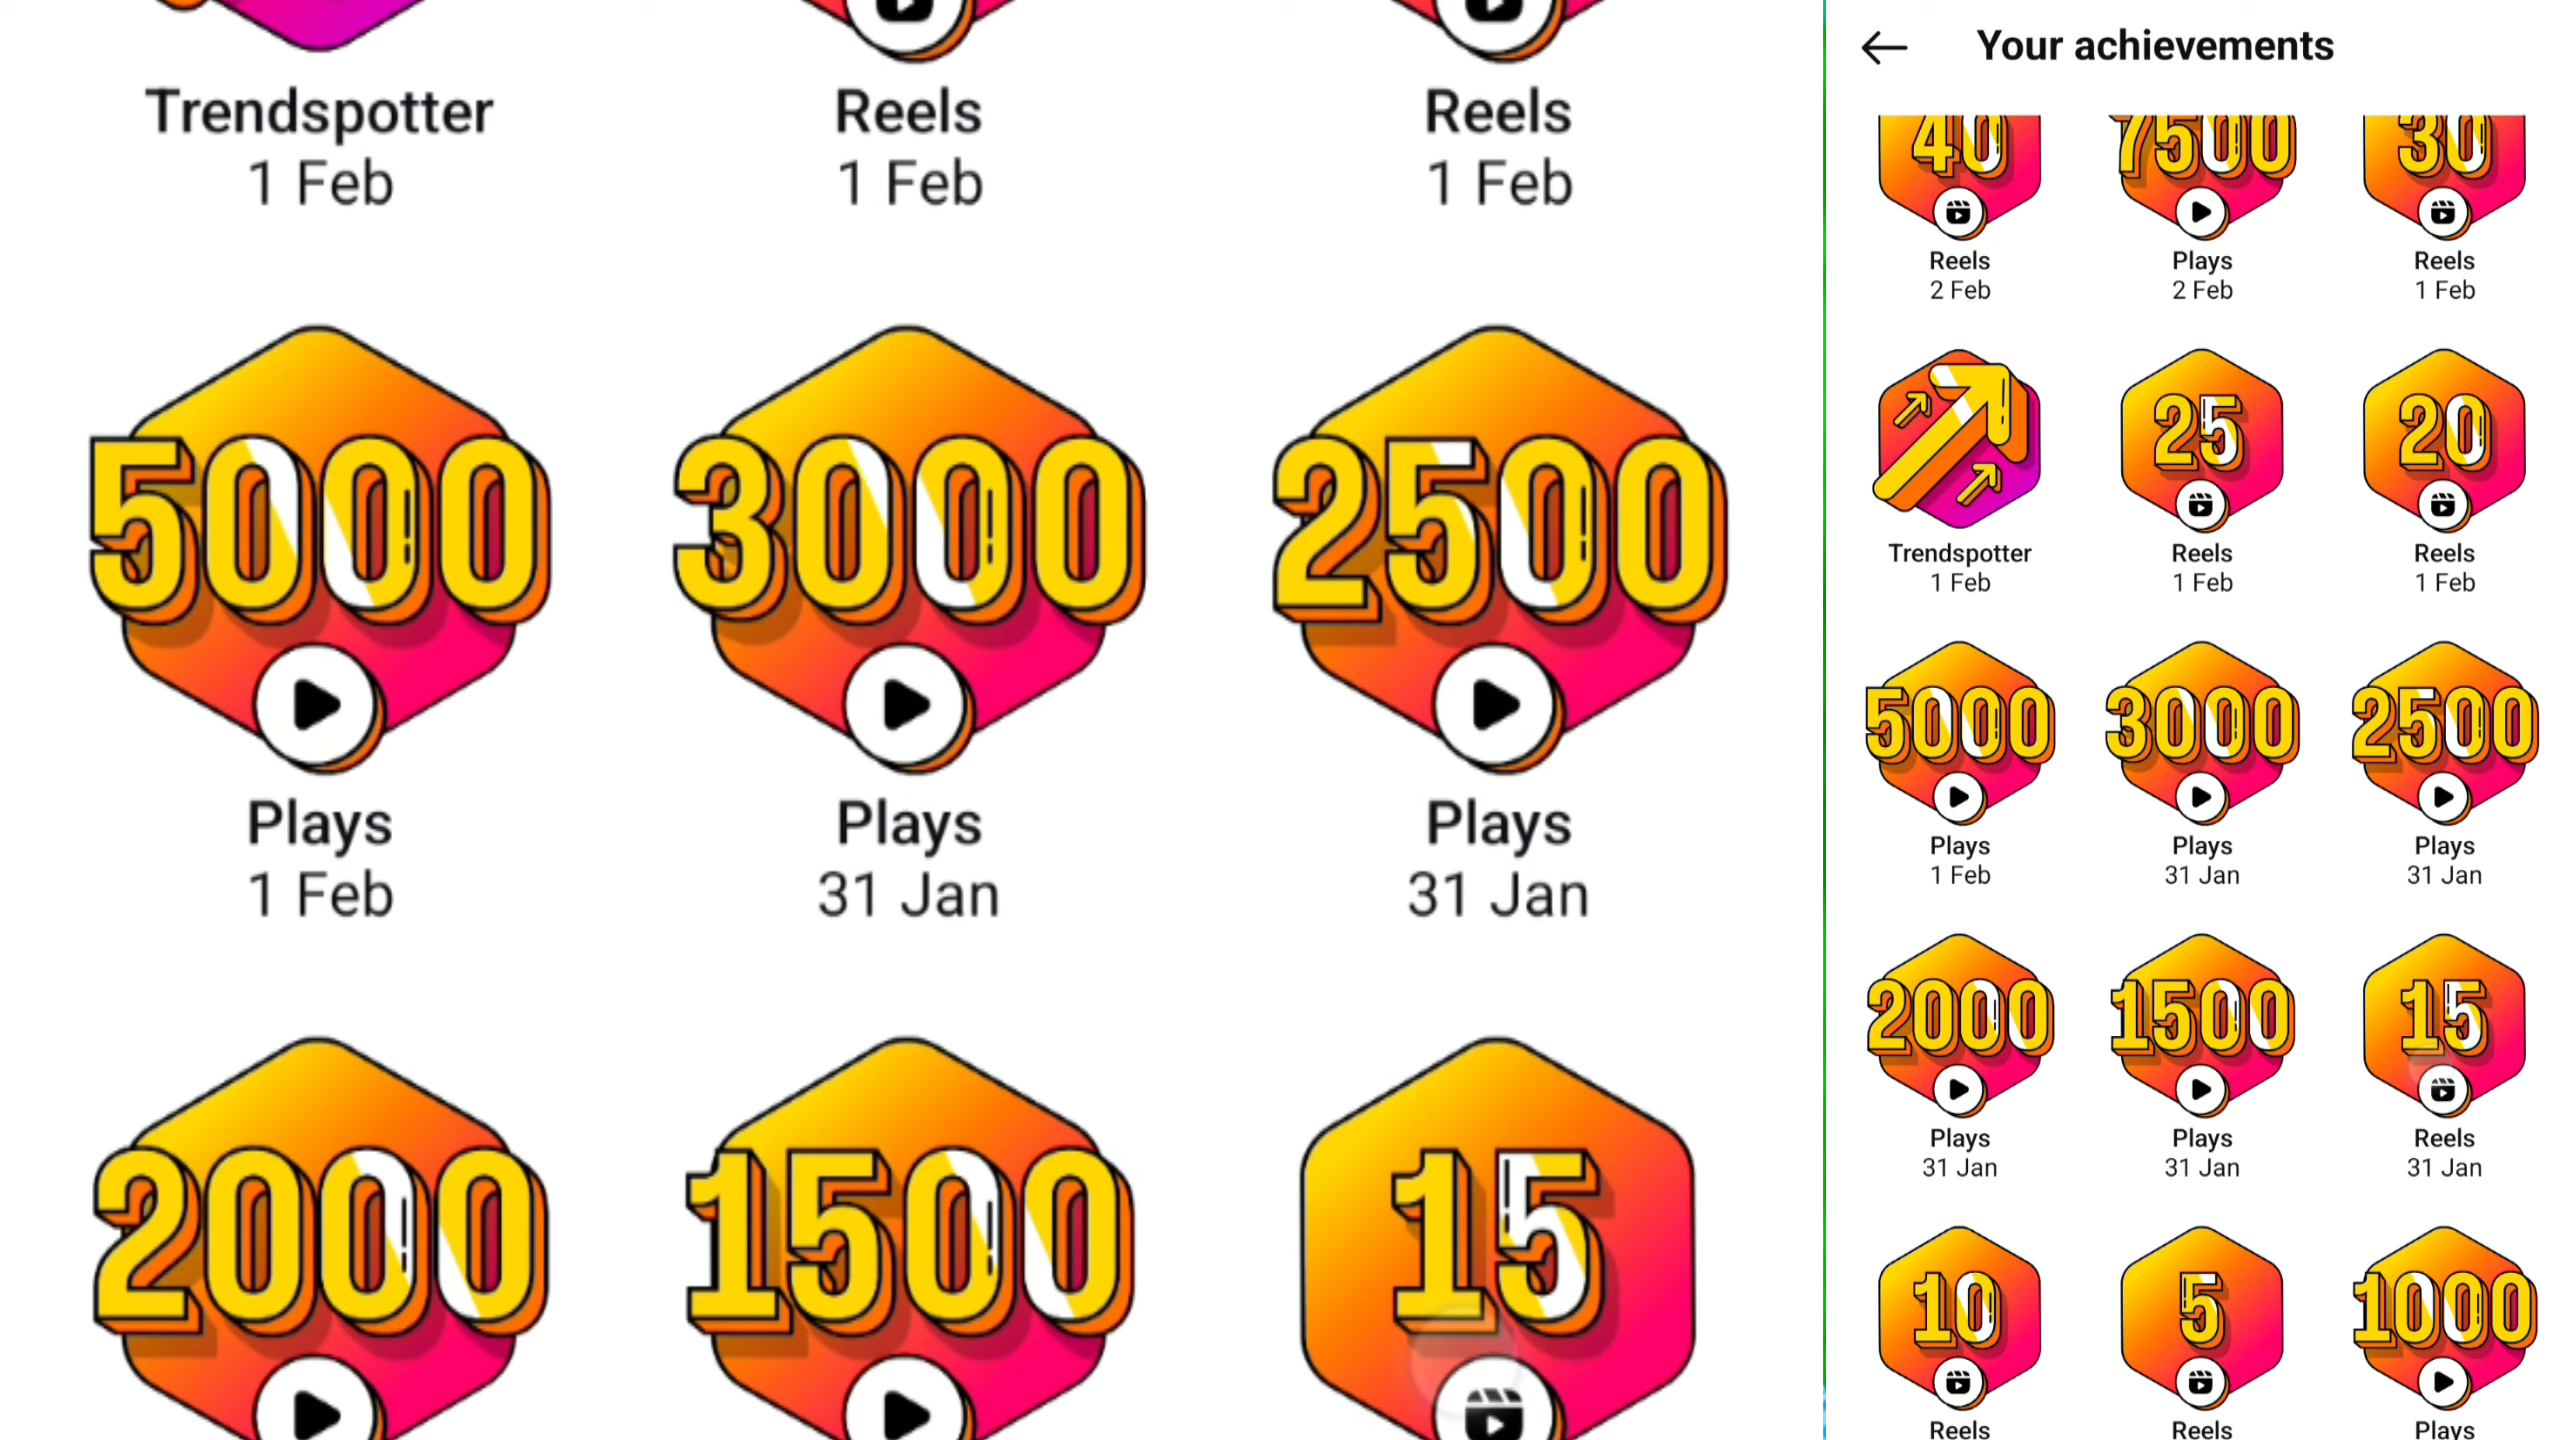 Trendspotter
1 Feb
Reels
1 Feb
Reels
1 Feb
5000
Plays
1 Feb
3000
Plays
31 Jan
2500
Plays
31 Jan
2000
1500
15
Your achievements
40
Reels
2 Feb
7500
Plays
2 Feb
30
Reels
1 Feb
Trendspotter
1 Feb
25
Reels
1 Feb
20
Reels
1 Feb
5000
Plays
1 Feb
3000
Plays
31 Jan
2500
Plays
31 Jan
2000
Plays
31 Jan
1500
Plays
31 Jan
15
Reels
31 Jan
10
Reels
5
Reels
1000
Plays